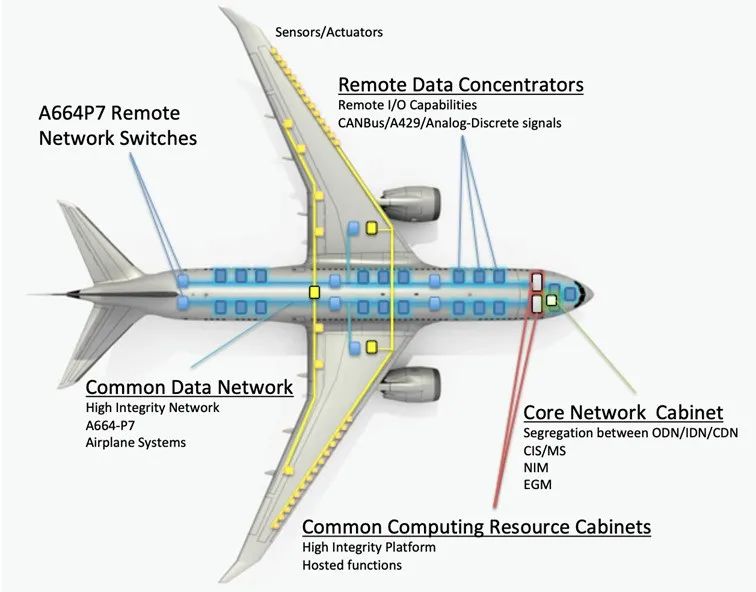 Sensors/Actuators
Remote Data Concentrators
Remote I/O Capabilities
CANBus/A429/Analog-Discrete signals
A664P7 Remote
Network Switches
Common Data Network
High Integrity Network
A664-P7
Airplane Systems
Core Network Cabinet
Segregation between ODN/IDN/CDN
CIS/MS
NIM
EGM
Common Computing Resource Cabinets
High Integrity Platform
Hosted functions